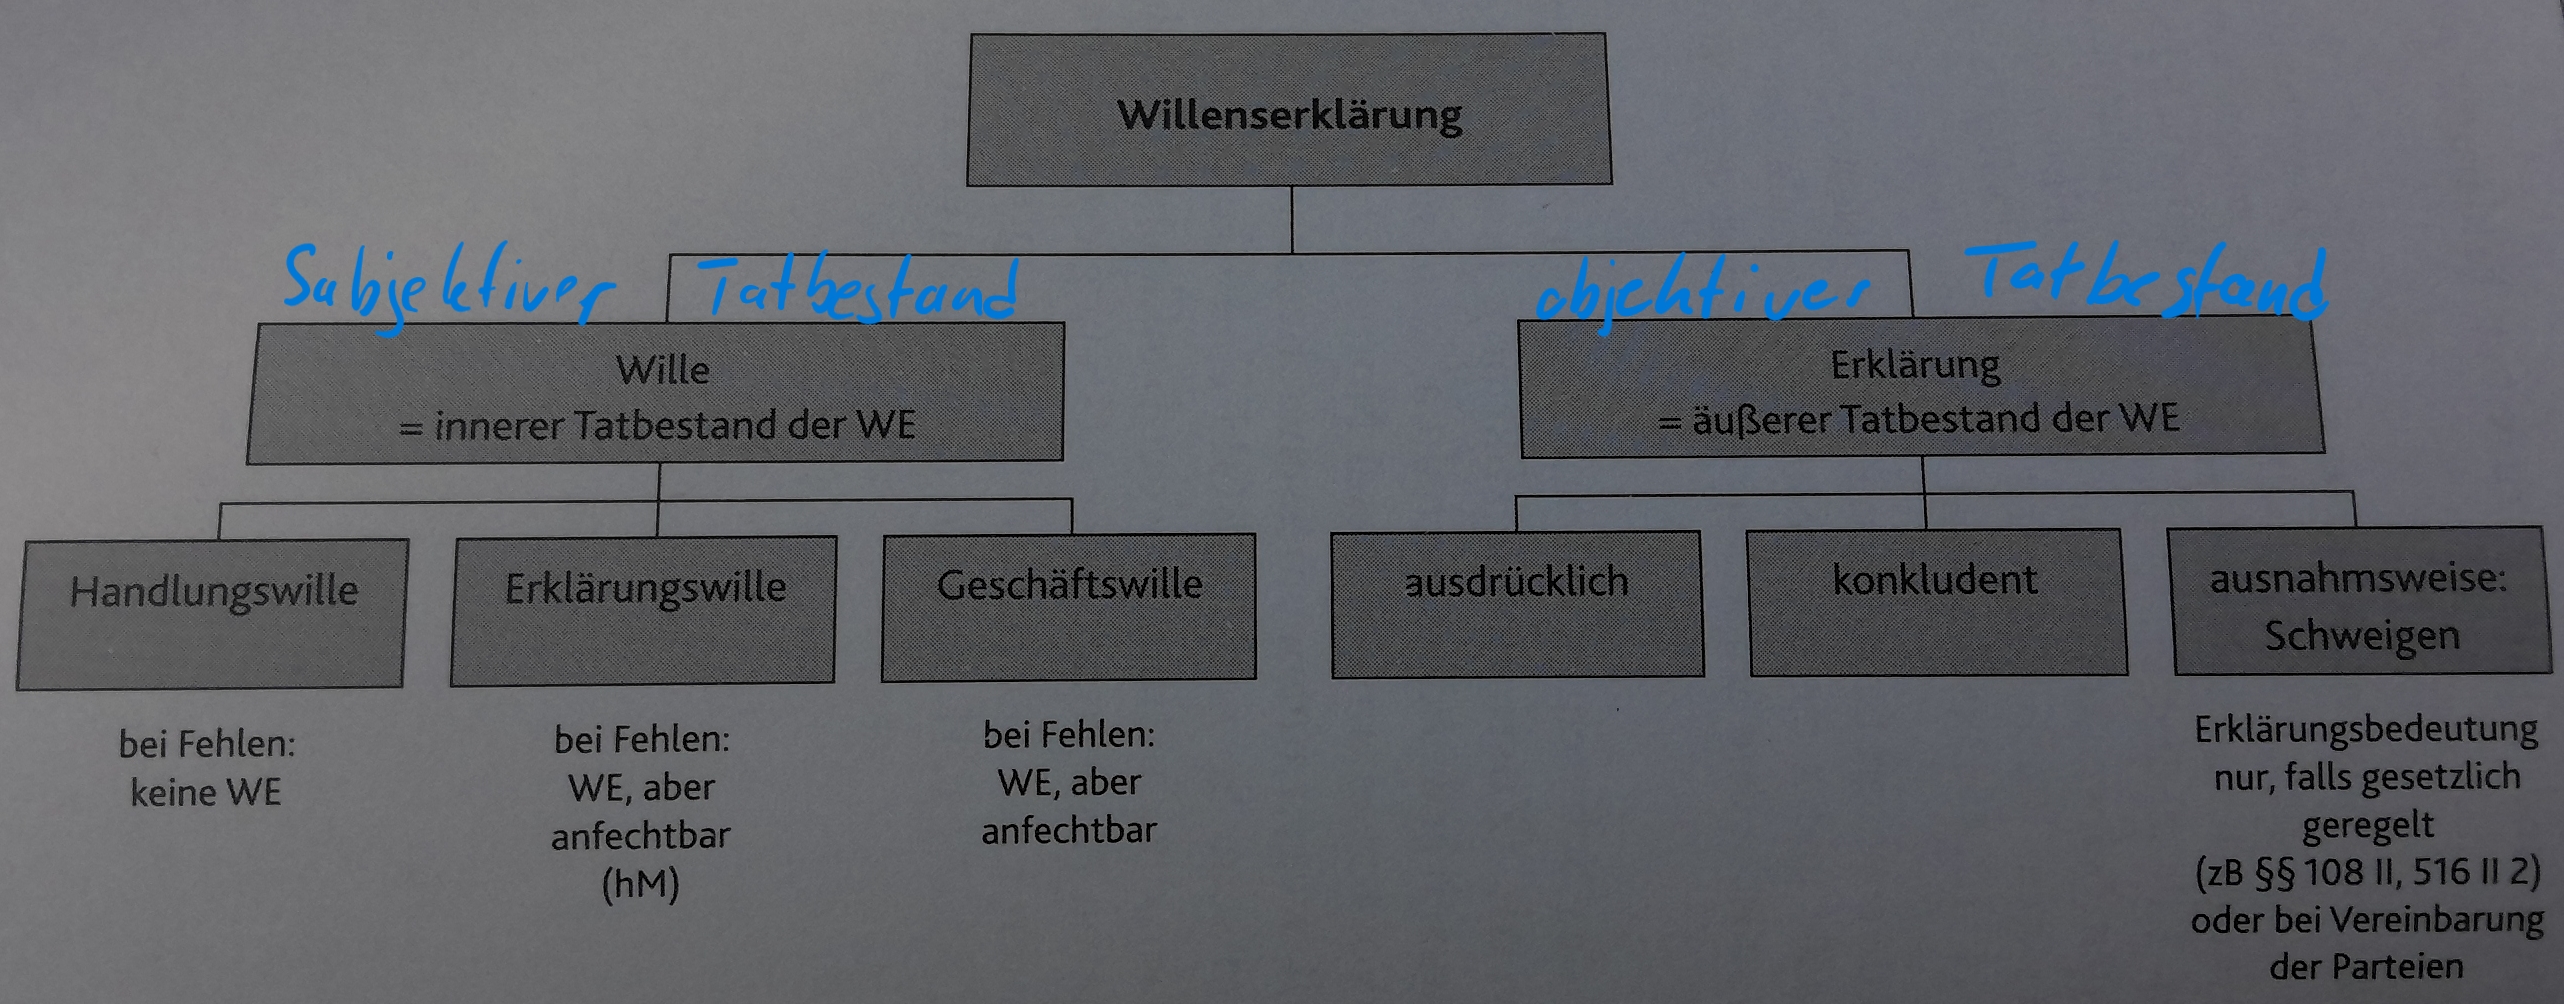 Willenserklärung
Subjektiver Tatbestand
objektiver Tatbestand
Wille
= innerer Tatbestand der WE
Erklärung
= äußerer Tatbestand der WE
Handlungswille
Erklärungswille
Geschäftswille
ausdrücklich
konkludent
ausnahmsweise:
Schweigen
bei Fehlen:
keine WE
bei Fehlen:
WE, aber
anfechtbar
(hM)
bei Fehlen:
WE, aber
anfechtbar
Erklärungsbedeutung
nur, falls gesetzlich
geregelt
(zB §§ 108 II, 516 II 2)
oder bei Vereinbarung
der Parteien